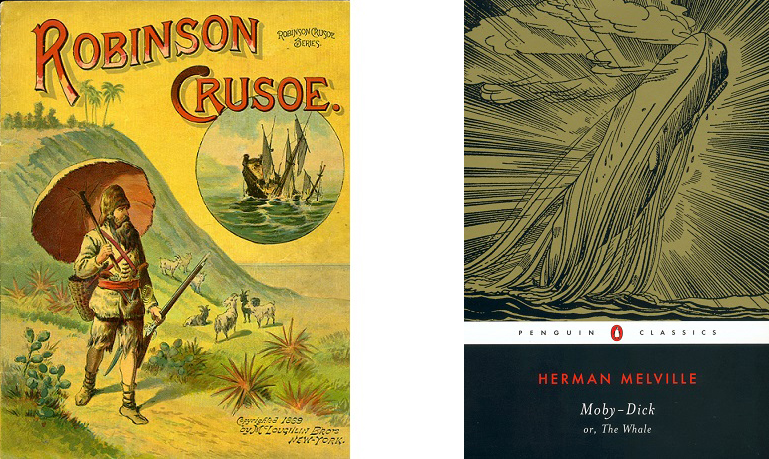 ROBINSON
CRUSOE.
ROBINSON CRUSOE
SERIES.
Copyrighted 1889
by McLoughlin Bros
NEW-YORK.
PENGUIN CLASSICS
HERMAN MELVILLE
Moby-Dick
or, The Whale